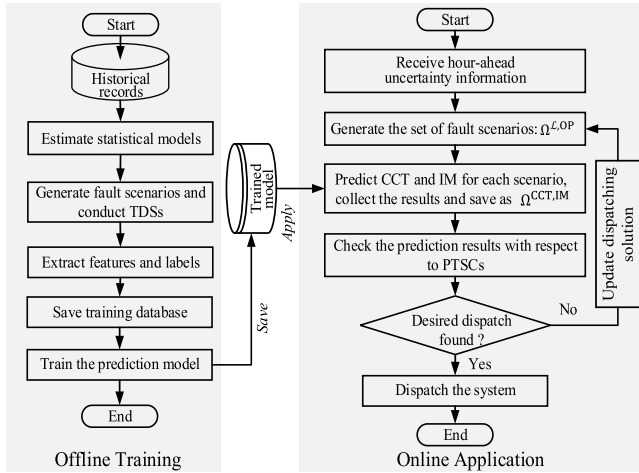 Start
Historical
records
Estimate statistical models
Generate fault scenarios and
conduct TDSs
Extract features and labels
Save training database
Train the prediction model
End
Offline Training
Save
Trained
model
Apply
Start
Receive hour-ahead
uncertainty information
Generate the set of fault scenarios: Ω^{ℒ,OP}
Predict CCT and IM for each scenario,
collect the results and save as Ω^{CCT,IM}
Check the prediction results with respect
to PTSCs
Desired dispatch
found ?
No
Update dispatching
solution
Yes
Dispatch the system
End
Online Application